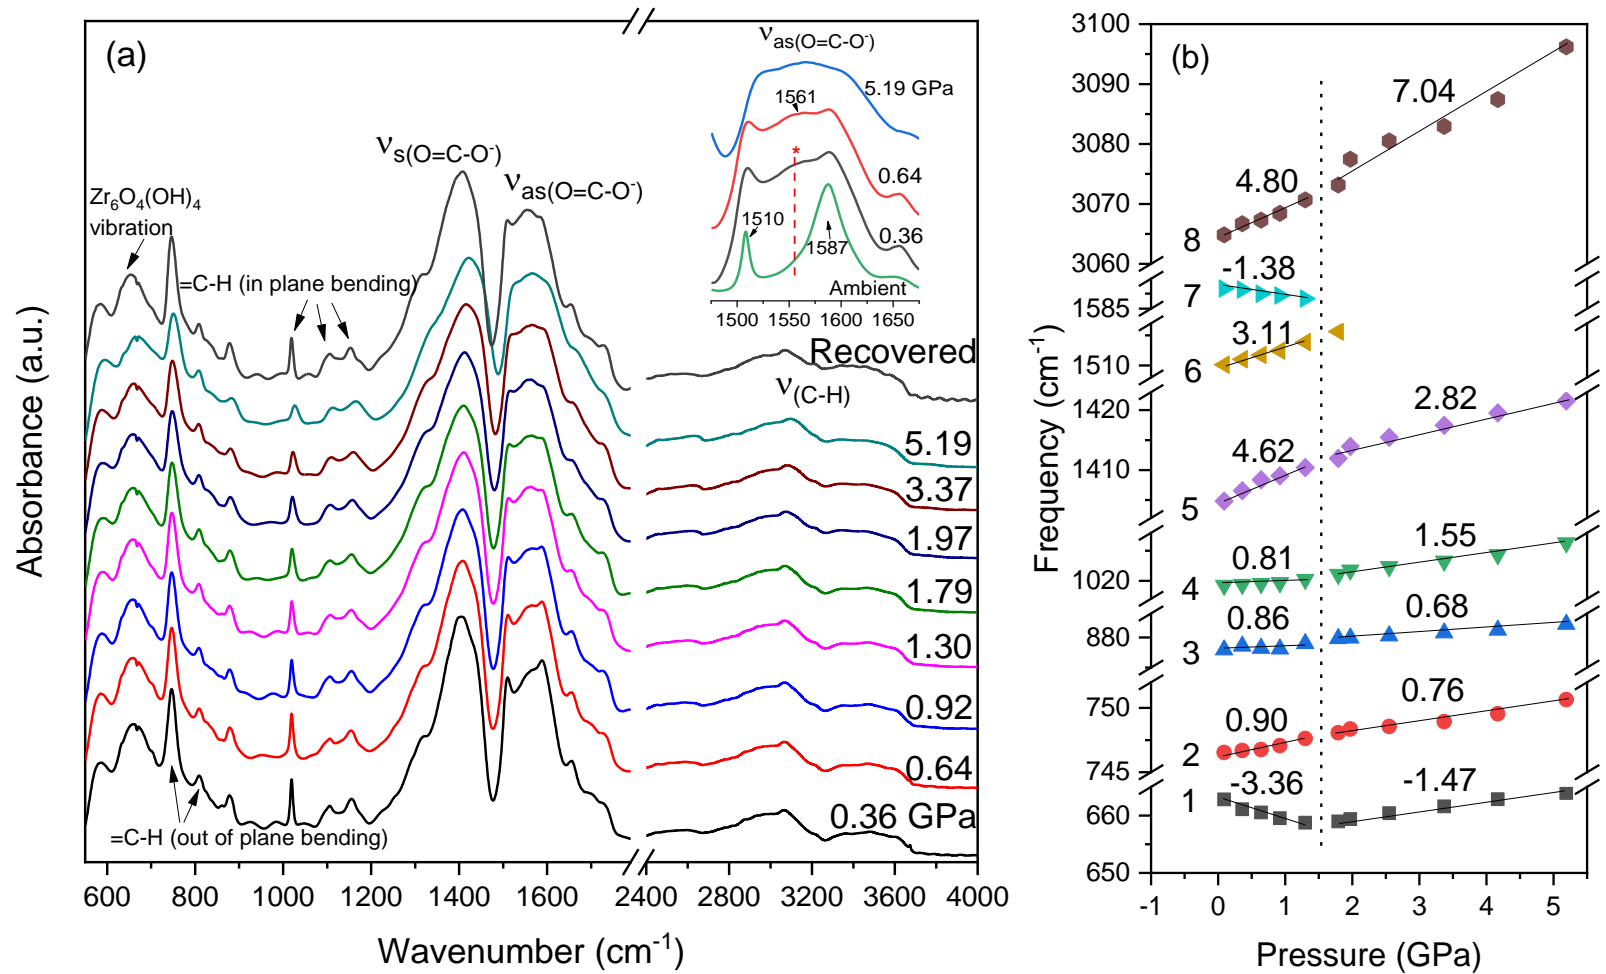 (a)
Absorbance (a.u.)
Zr6O4(OH)4
vibration
=C-H (in plane bending)
νs(O=C-O-)
νas(O=C-O-)
νas(O=C-O-)
5.19 GPa
1561
*
0.64
1510
0.36
1587
Ambient
1500 1550 1600 1650
Recovered
ν(C-H)
5.19
3.37
1.97
1.79
1.30
0.92
0.64
0.36 GPa
=C-H (out of plane bending)
600 800 1000 1200 1400 1600 2400 2800 3200 3600 4000
Wavenumber (cm-1)
(b)
Frequency (cm-1)
3100
3090
3080
3070
3060
1585
1510
1420
1410
1020
880
750
745
660
650
7.04
4.80
8
-1.38
7
3.11
6
2.82
4.62
5
1.55
0.81
4
0.68
0.86
3
0.76
0.90
2
-1.47
-3.36
1
-1 0 1 2 3 4 5
Pressure (GPa)